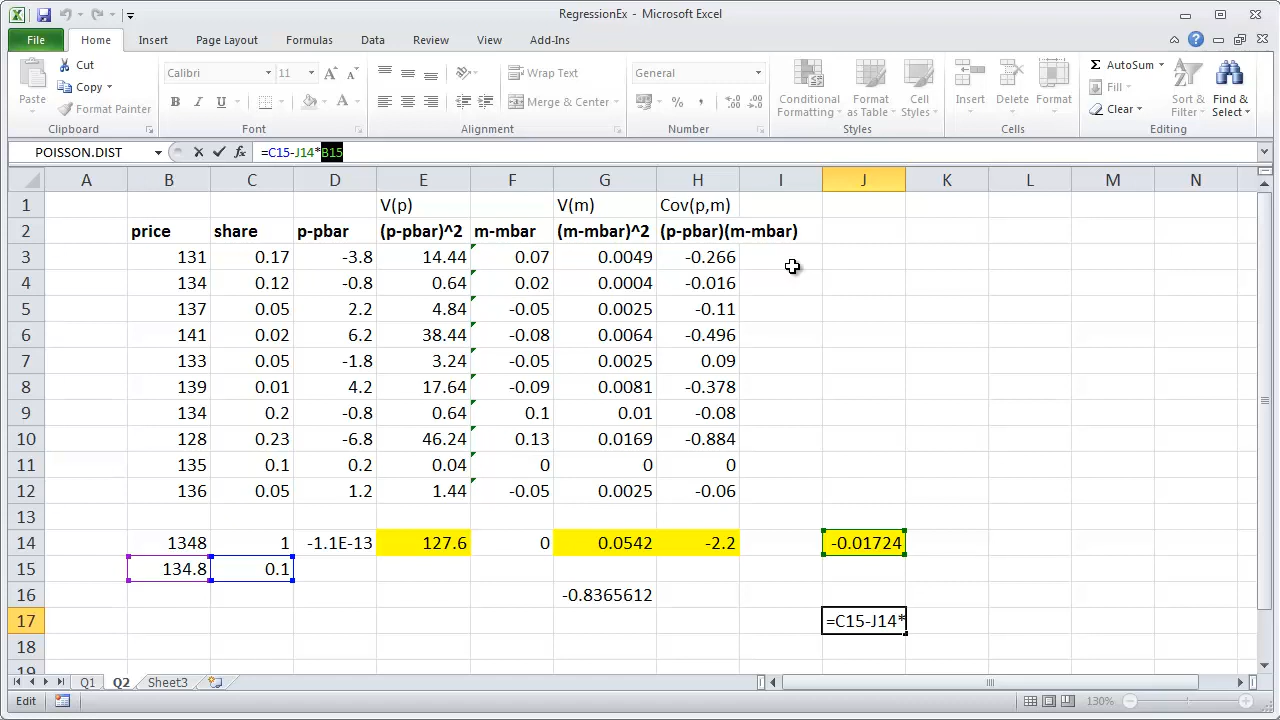 RegressionEx - Microsoft Excel
File Home Insert Page Layout Formulas Data Review View Add-Ins
Paste
Cut
Copy
Format Painter
Clipboard
Calibri 11
B I U A A A
Font
Wrap Text
Merge & Center
Alignment
General
% ,
Number
Conditional Formatting
Format as Table
Cell Styles
Styles
Insert Delete Format
Cells
Σ AutoSum
Fill
Clear
Sort & Filter
Find & Select
Editing
POISSON.DIST fx =C15-J14*B15
A B C D E F G H I J K L M N
1 V(p) V(m) Cov(p,m)
2 price share p-pbar (p-pbar)^2 m-mbar (m-mbar)^2 (p-pbar)(m-mbar)
3 131 0.17 -3.8 14.44 0.07 0.0049 -0.266
4 134 0.12 -0.8 0.64 0.02 0.0004 -0.016
5 137 0.05 2.2 4.84 -0.05 0.0025 -0.11
6 141 0.02 6.2 38.44 -0.08 0.0064 -0.496
7 133 0.05 -1.8 3.24 -0.05 0.0025 0.09
8 139 0.01 4.2 17.64 -0.09 0.0081 -0.378
9 134 0.2 -0.8 0.64 0.1 0.01 -0.08
10 128 0.23 -6.8 46.24 0.13 0.0169 -0.884
11 135 0.1 0.2 0.04 0 0 0
12 136 0.05 1.2 1.44 -0.05 0.0025 -0.06
13
14 1348 1 -1.1E-13 127.6 0 0.0542 -2.2 -0.01724
15 134.8 0.1
16 -0.8365612
17 =C15-J14*
18
19
Q1 Q2 Sheet3
Edit 130%